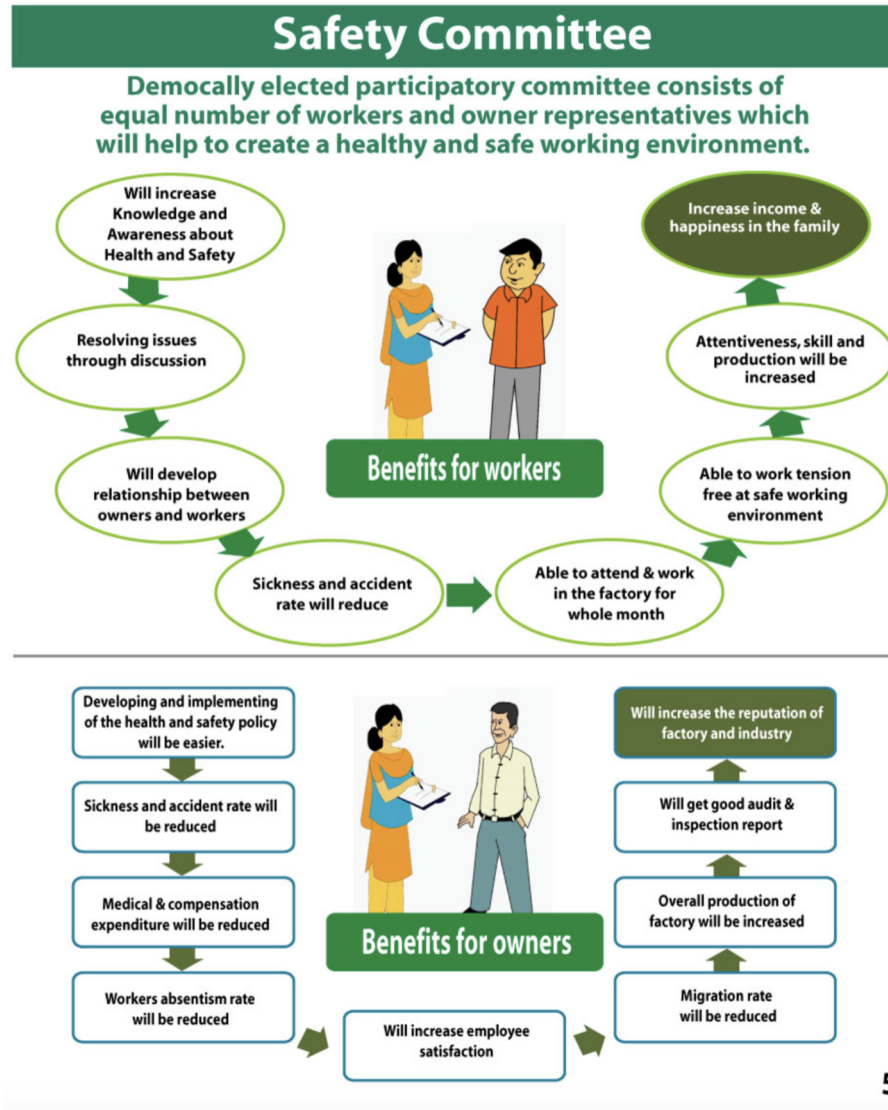 Safety Committee
Democally elected participatory committee consists of
equal number of workers and owner representatives which
will help to create a healthy and safe working environment.
Will increase
Knowledge and
Awareness about
Health and Safety
Resolving issues
through discussion
Will develop
relationship between
owners and workers
Sickness and accident
rate will reduce
Able to attend & work
in the factory for
whole month
Able to work tension
free at safe working
environment
Attentiveness, skill and
production will be
increased
Increase income &
happiness in the family
Benefits for workers
Developing and implementing
of the health and safety policy
will be easier.
Sickness and accident rate will
be reduced
Medical & compensation
expenditure will be reduced
Workers absentism rate
will be reduced
Will increase employee
satisfaction
Migration rate
will be reduced
Overall production of
factory will be increased
Will get good audit &
inspection report
Will increase the reputation of
factory and industry
Benefits for owners